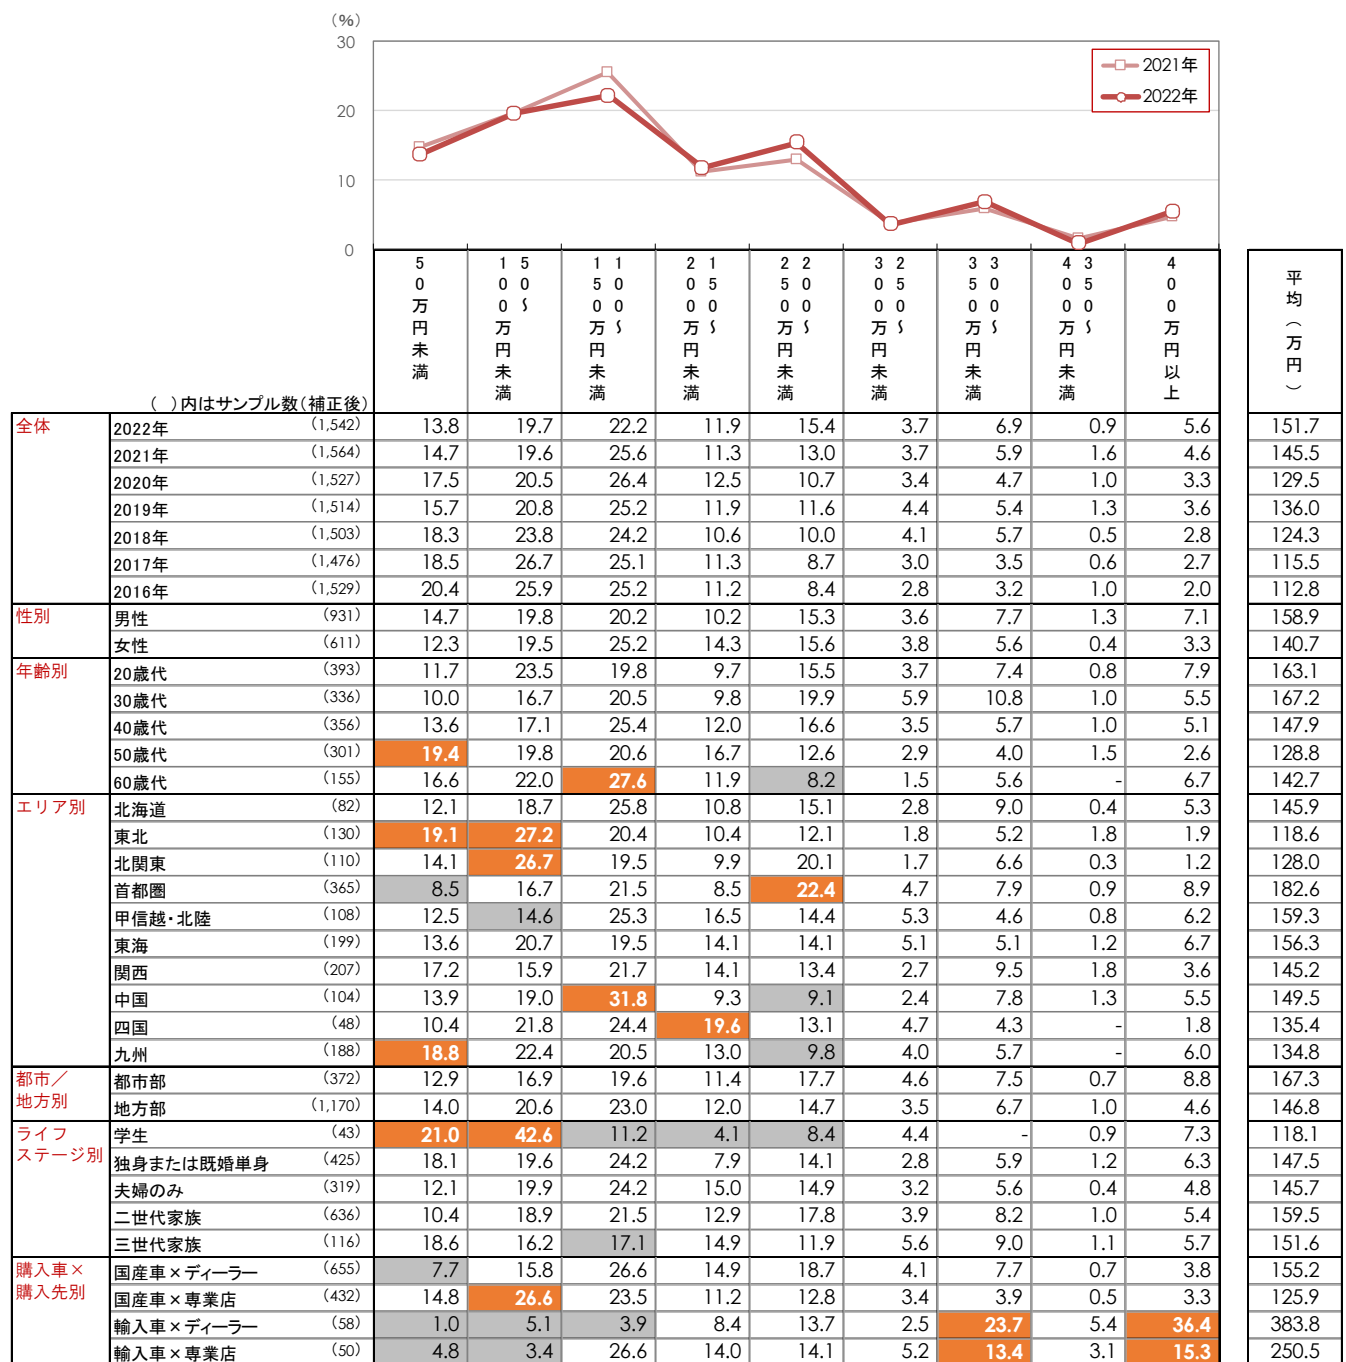 （%）
30
20
10
0
2021年
2022年
50万円未満
50～100万円未満
100～150万円未満
150～200万円未満
200～250万円未満
250～300万円未満
300～350万円未満
350～400万円未満
400万円以上
平均（万円）
（　）内はサンプル数（補正後）
全体 2022年 (1,542) 13.8 19.7 22.2 11.9 15.4 3.7 6.9 0.9 5.6 151.7
2021年 (1,564) 14.7 19.6 25.6 11.3 13.0 3.7 5.9 1.6 4.6 145.5
2020年 (1,527) 17.5 20.5 26.4 12.5 10.7 3.4 4.7 1.0 3.3 129.5
2019年 (1,514) 15.7 20.8 25.2 11.9 11.6 4.4 5.4 1.3 3.6 136.0
2018年 (1,503) 18.3 23.8 24.2 10.6 10.0 4.1 5.7 0.5 2.8 124.3
2017年 (1,476) 18.5 26.7 25.1 11.3 8.7 3.0 3.5 0.6 2.7 115.5
2016年 (1,529) 20.4 25.9 25.2 11.2 8.4 2.8 3.2 1.0 2.0 112.8
性別 男性 (931) 14.7 19.8 20.2 10.2 15.3 3.6 7.7 1.3 7.1 158.9
女性 (611) 12.3 19.5 25.2 14.3 15.6 3.8 5.6 0.4 3.3 140.7
年齢別 20歳代 (393) 11.7 23.5 19.8 9.7 15.5 3.7 7.4 0.8 7.9 163.1
30歳代 (336) 10.0 16.7 20.5 9.8 19.9 5.9 10.8 1.0 5.5 167.2
40歳代 (356) 13.6 17.1 25.4 12.0 16.6 3.5 5.7 1.0 5.1 147.9
50歳代 (301) 19.4 19.8 20.6 16.7 12.6 2.9 4.0 1.5 2.6 128.8
60歳代 (155) 16.6 22.0 27.6 11.9 8.2 1.5 5.6 - 6.7 142.7
エリア別 北海道 (82) 12.1 18.7 25.8 10.8 15.1 2.8 9.0 0.4 5.3 145.9
東北 (130) 19.1 27.2 20.4 10.4 12.1 1.8 5.2 1.8 1.9 118.6
北関東 (110) 14.1 26.7 19.5 9.9 20.1 1.7 6.6 0.3 1.2 128.0
首都圏 (365) 8.5 16.7 21.5 8.5 22.4 4.7 7.9 0.9 8.9 182.6
甲信越・北陸 (108) 12.5 14.6 25.3 16.5 14.4 5.3 4.6 0.8 6.2 159.3
東海 (199) 13.6 20.7 19.5 14.1 14.1 5.1 5.1 1.2 6.7 156.3
関西 (207) 17.2 15.9 21.7 14.1 13.4 2.7 9.5 1.8 3.6 145.2
中国 (104) 13.9 19.0 31.8 9.3 9.1 2.4 7.8 1.3 5.5 149.5
四国 (48) 10.4 21.8 24.4 19.6 13.1 4.7 4.3 - 1.8 135.4
九州 (188) 18.8 22.4 20.5 13.0 9.8 4.0 5.7 - 6.0 134.8
都市／ 都市部 (372) 12.9 16.9 19.6 11.4 17.7 4.6 7.5 0.7 8.8 167.3
地方別 地方部 (1,170) 14.0 20.6 23.0 12.0 14.7 3.5 6.7 1.0 4.6 146.8
ライフ 学生 (43) 21.0 42.6 11.2 4.1 8.4 4.4 - 0.9 7.3 118.1
ステージ別 独身または既婚単身 (425) 18.1 19.6 24.2 7.9 14.1 2.8 5.9 1.2 6.3 147.5
夫婦のみ (319) 12.1 19.9 24.2 15.0 14.9 3.2 5.6 0.4 4.8 145.7
二世代家族 (636) 10.4 18.9 21.5 12.9 17.8 3.9 8.2 1.0 5.4 159.5
三世代家族 (116) 18.6 16.2 17.1 14.9 11.9 5.6 9.0 1.1 5.7 151.6
購入車× 国産車×ディーラー (655) 7.7 15.8 26.6 14.9 18.7 4.1 7.7 0.7 3.8 155.2
購入先別 国産車×専業店 (432) 14.8 26.6 23.5 11.2 12.8 3.4 3.9 0.5 3.3 125.9
輸入車×ディーラー (58) 1.0 5.1 3.9 8.4 13.7 2.5 23.7 5.4 36.4 383.8
輸入車×専業店 (50) 4.8 3.4 26.6 14.0 14.1 5.2 13.4 3.1 15.3 250.5